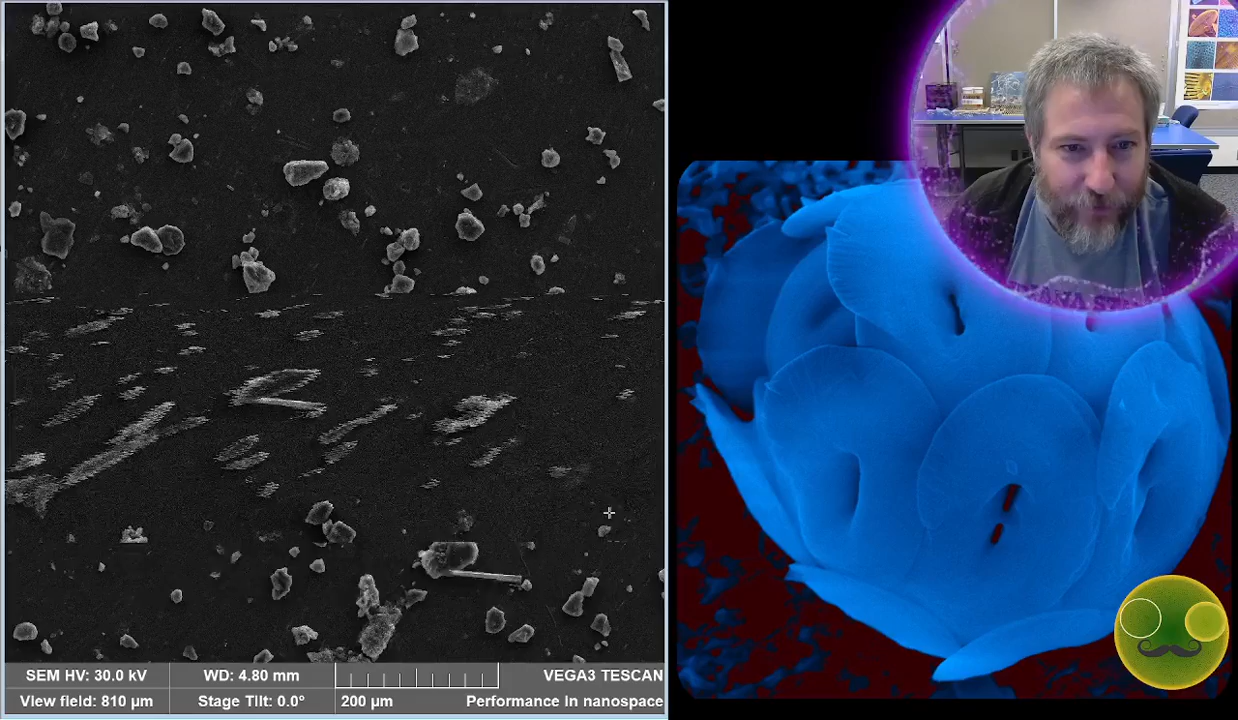 SEM HV: 30.0 kV
WD: 4.80 mm
VEGA3 TESCAN
View field: 810 µm
Stage Tilt: 0.0°
200 µm
Performance in nanospace